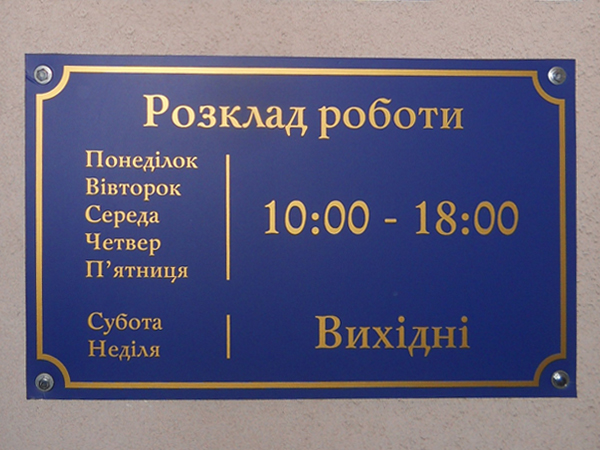 Розклад роботи
Понеділок
Вівторок
Середа
Четвер
П’ятниця
10:00 - 18:00
Субота
Неділя
Вихідні